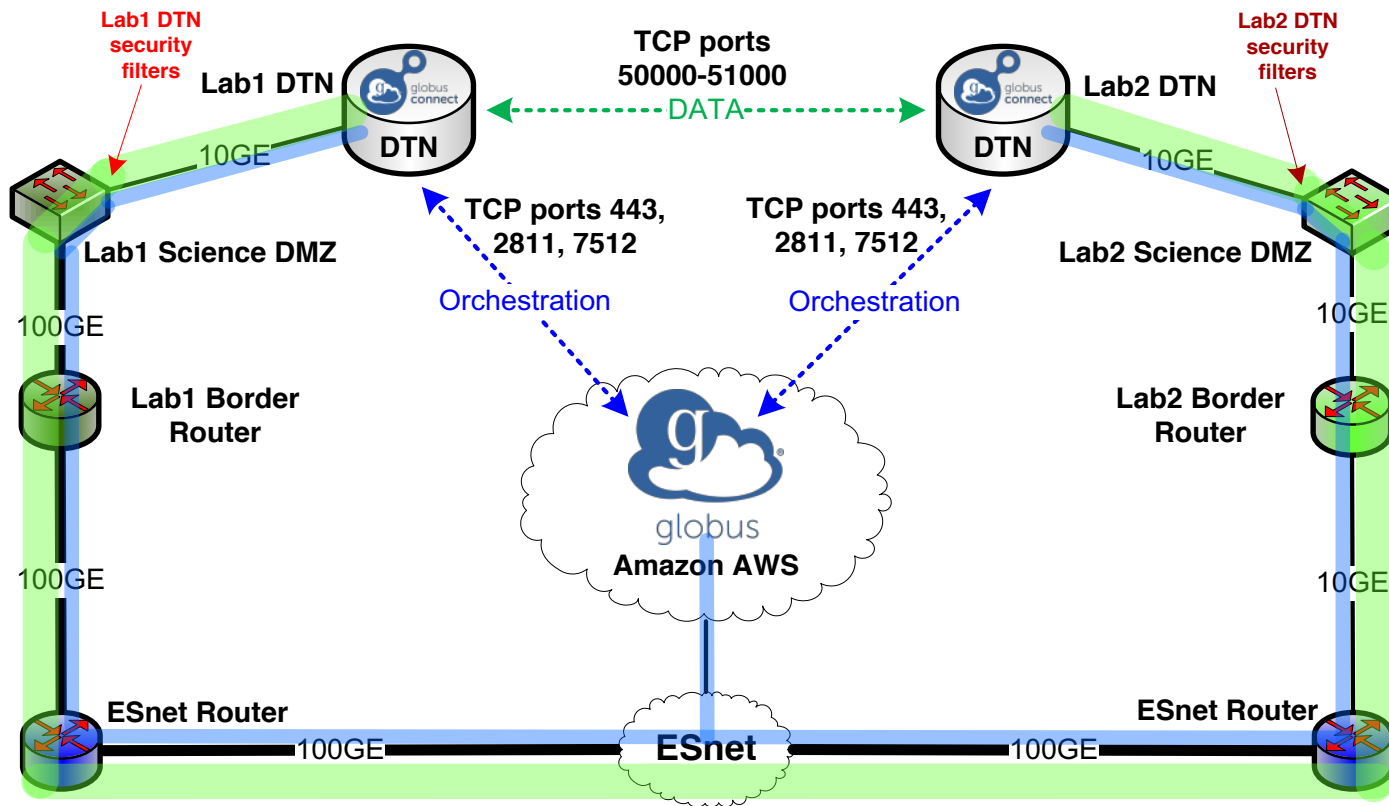 Lab1 DTN
security
filters
Lab2 DTN
security
filters
TCP ports
50000-51000
DATA
Lab1 DTN
globus
connect
DTN
globus
connect
DTN
Lab2 DTN
10GE
10GE
TCP ports 443,
2811, 7512
TCP ports 443,
2811, 7512
Lab1 Science DMZ
Lab2 Science DMZ
Orchestration
Orchestration
100GE
10GE
Lab1 Border
Router
Lab2 Border
Router
g
®
globus
Amazon AWS
100GE
10GE
ESnet Router
ESnet Router
100GE
ESnet
100GE